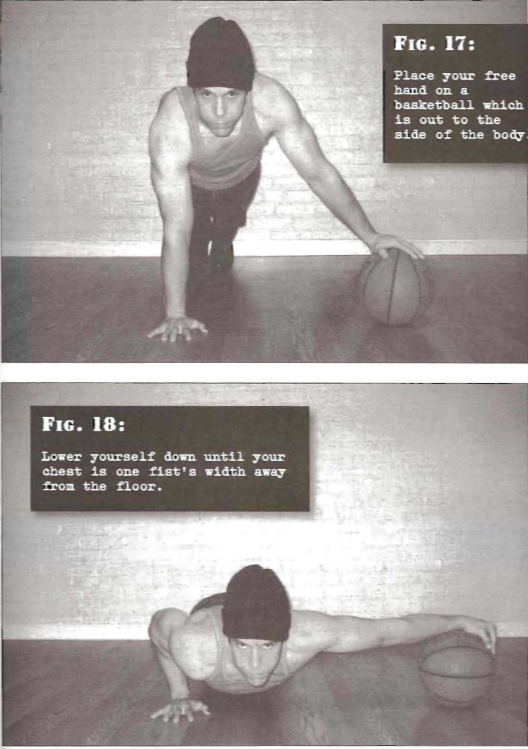 FIG. 17:
Place your free
hand on a
basketball which
is out to the
side of the body.
FIG. 18:
Lower yourself down until your
chest is one fist's width away
from the floor.